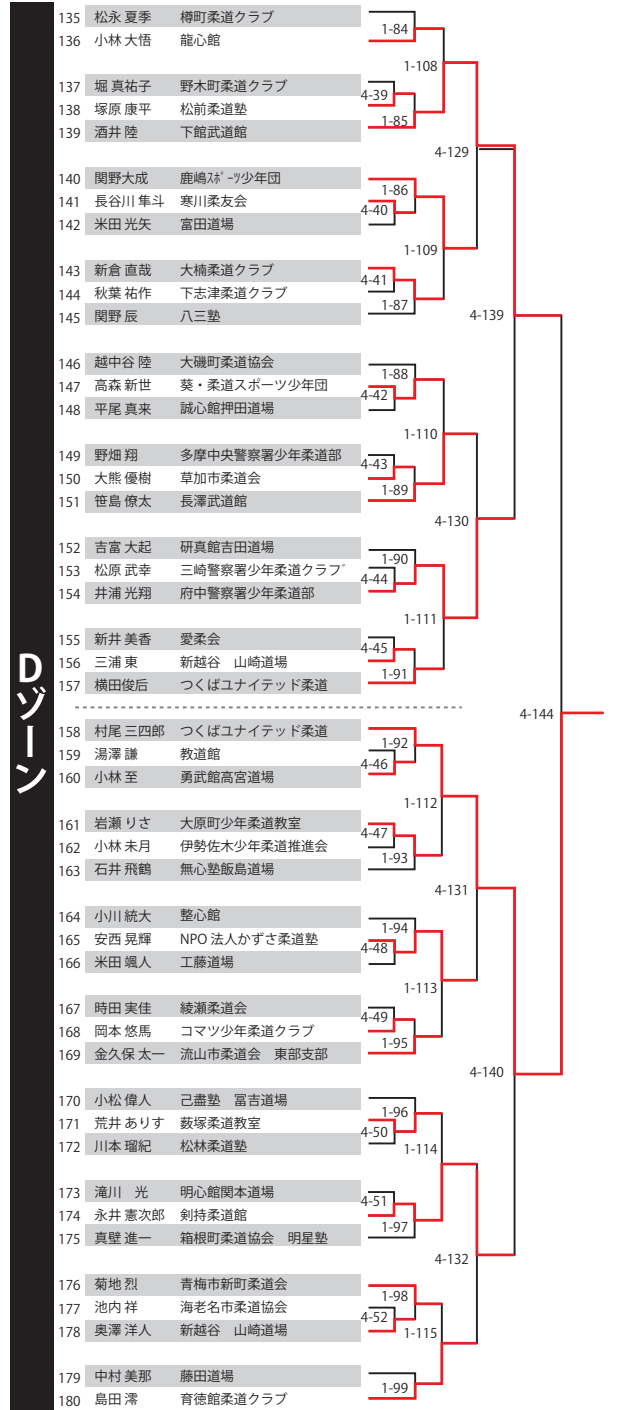 Dゾーン
135 松永 夏季 樽町柔道クラブ
136 小林 大悟 龍心館
1-84
1-108
137 堀 真祐子 野木町柔道クラブ
138 塚原 康平 松前柔道塾
139 酒井 陸 下館武道館
4-39
1-85
4-129
140 関野大成 鹿嶋ｽﾎﾟｰﾂ少年団
141 長谷川 隼斗 寒川柔友会
142 米田 光矢 富田道場
1-86
4-40
1-109
143 新倉 直哉 大楠柔道クラブ
144 秋葉 祐作 下志津柔道クラブ
145 関野 辰 八三塾
4-41
1-87
4-139
146 越中谷 陸 大磯町柔道協会
147 高森 新世 葵・柔道スポーツ少年団
148 平尾 真来 誠心館押田道場
1-88
4-42
1-110
149 野畑 翔 多摩中央警察署少年柔道部
150 大熊 優樹 草加市柔道会
151 笹島 僚太 長澤武道館
4-43
1-89
4-130
152 吉富 大起 研真館吉田道場
153 松原 武幸 三崎警察署少年柔道クラブ
154 井浦 光翔 府中警察署少年柔道部
1-90
4-44
1-111
155 新井 美香 愛柔会
156 三浦 東 新越谷　山崎道場
157 横田俊后 つくばユナイテッド柔道
4-45
1-91
4-144
158 村尾 三四郎 つくばユナイテッド柔道
159 湯澤 謙 教道館
160 小林 至 勇武館高宮道場
1-92
4-46
1-112
161 岩瀬 りさ 大原町少年柔道教室
162 小林 未月 伊勢佐木少年柔道推進会
163 石井 飛鶴 無心塾飯島道場
4-47
1-93
4-131
164 小川 統大 整心館
165 安西 晃輝 NPO 法人かずさ柔道塾
166 米田 颯人 工藤道場
1-94
4-48
1-113
167 時田 実佳 綾瀬柔道会
168 岡本 悠馬 コマツ少年柔道クラブ
169 金久保 太一 流山市柔道会　東部支部
4-49
1-95
4-140
170 小松 偉人 己盡塾　冨吉道場
171 荒井 ありす 薮塚柔道教室
172 川本 瑠紀 松林柔道塾
1-96
4-50
1-114
173 滝川　光 明心館関本道場
174 永井 憲次郎 剣持柔道館
175 真壁 進一 箱根町柔道協会　明星塾
4-51
1-97
4-132
176 菊地 烈 青梅市新町柔道会
177 池内 祥 海老名市柔道協会
178 奥澤 洋人 新越谷　山崎道場
1-98
4-52
1-115
179 中村 美那 藤田道場
180 島田 澪 育徳館柔道クラブ
1-99